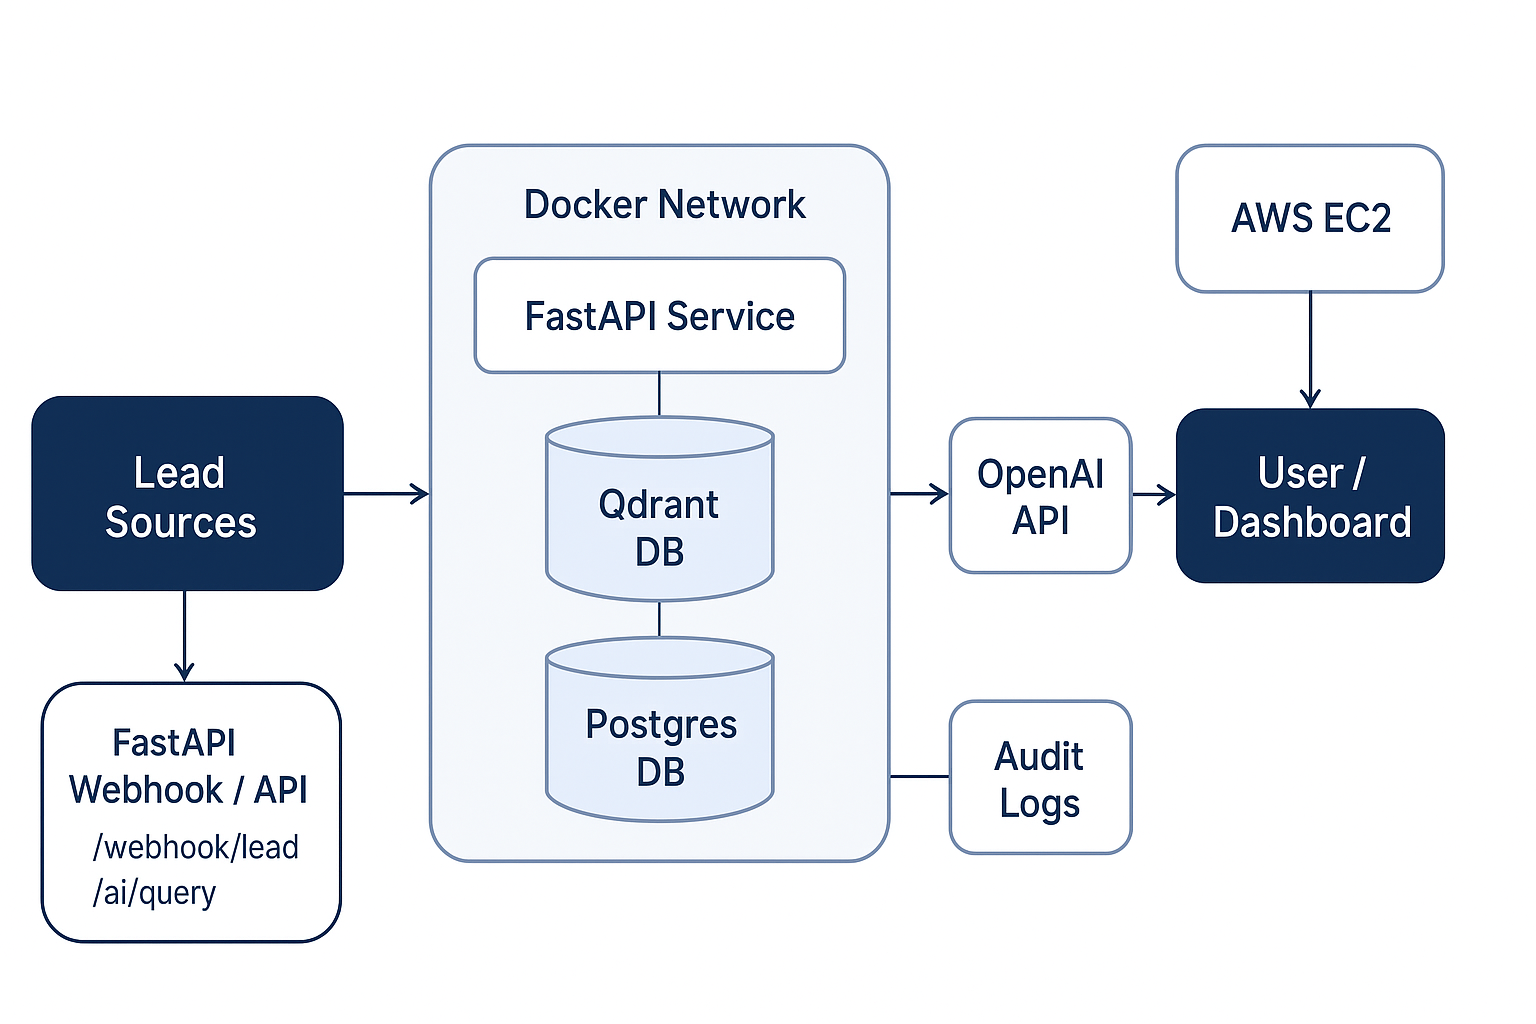 Docker Network
FastAPI Service
Qdrant
DB
Postgres
DB
Lead
Sources
FastAPI
Webhook / API
/webhook/lead
/ai/query
OpenAI
API
Audit
Logs
AWS EC2
User /
Dashboard